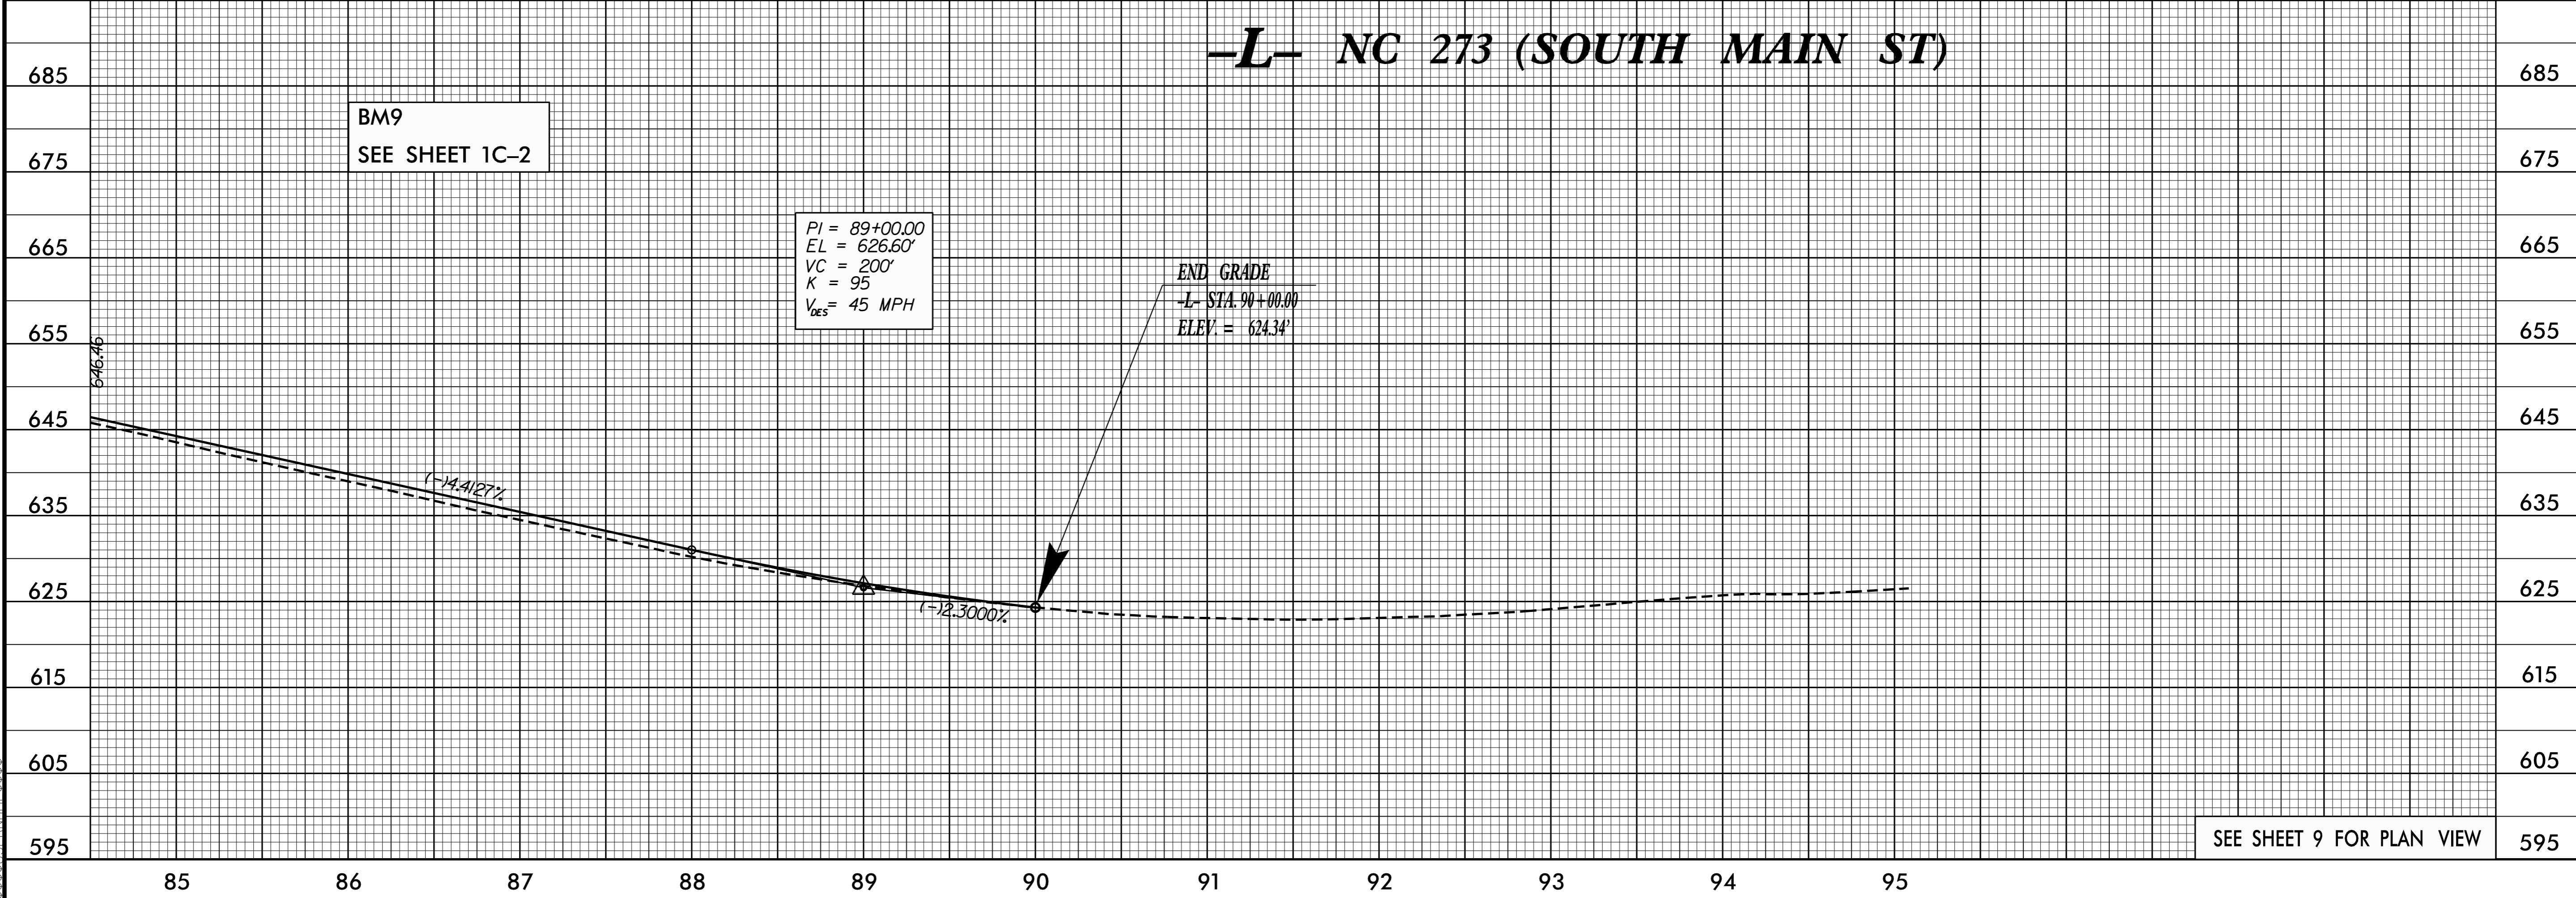 -L- NC 273 (SOUTH MAIN ST)
685 685
BM9
SEE SHEET 1C-2
675 675
PI = 89+00.00
EL = 626.60'
VC = 200'
K = 95
VDES = 45 MPH
665 665
END GRADE
-L- STA. 90+00.00
ELEV. = 624.34'
655 655
646.46
645 645
(-)4.4127%
635 635
625 625
(-)2.3000%
615 615
605 605
SEE SHEET 9 FOR PLAN VIEW
595 595
85 86 87 88 89 90 91 92 93 94 95